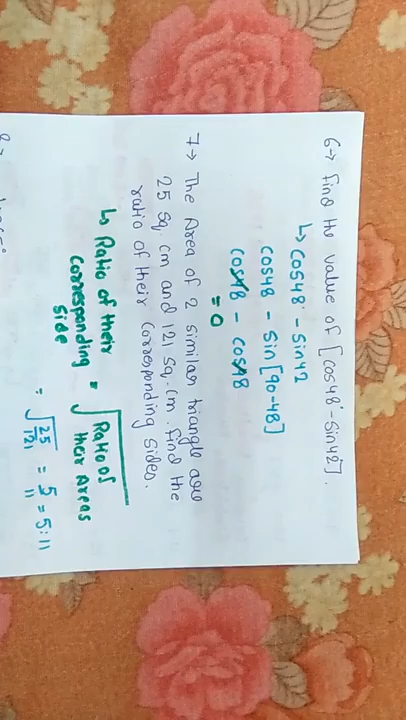 6→ Find the value of [cos48° - sin42°].
↳ cos48° - sin42
cos48 - sin[90-48]
cos48 - cos48
= 0
7→ The Area of 2 similar triangle are
25 sq. cm and 121 sq. cm. find the
ratio of their corresponding sides.
↳ Ratio of their
corresponding
side = √Ratio of
their Areas
= √25/121 = 5/11 = 5:11